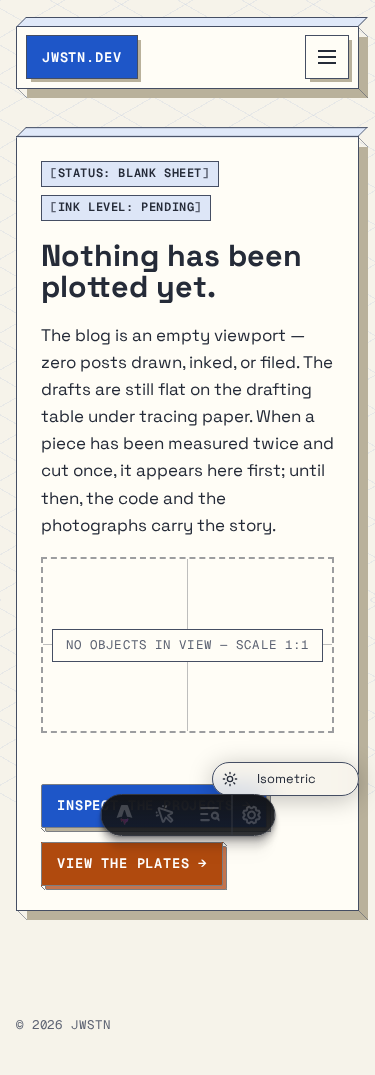 JWSTN.DEV
[STATUS: BLANK SHEET]
[INK LEVEL: PENDING]
Nothing has been
plotted yet.
The blog is an empty viewport —
zero posts drawn, inked, or filed. The
drafts are still flat on the drafting
table under tracing paper. When a
piece has been measured twice and
cut once, it appears here first; until
then, the code and the
photographs carry the story.
NO OBJECTS IN VIEW — SCALE 1:1
Isometric
VIEW THE PLATES →
© 2026 JWSTN